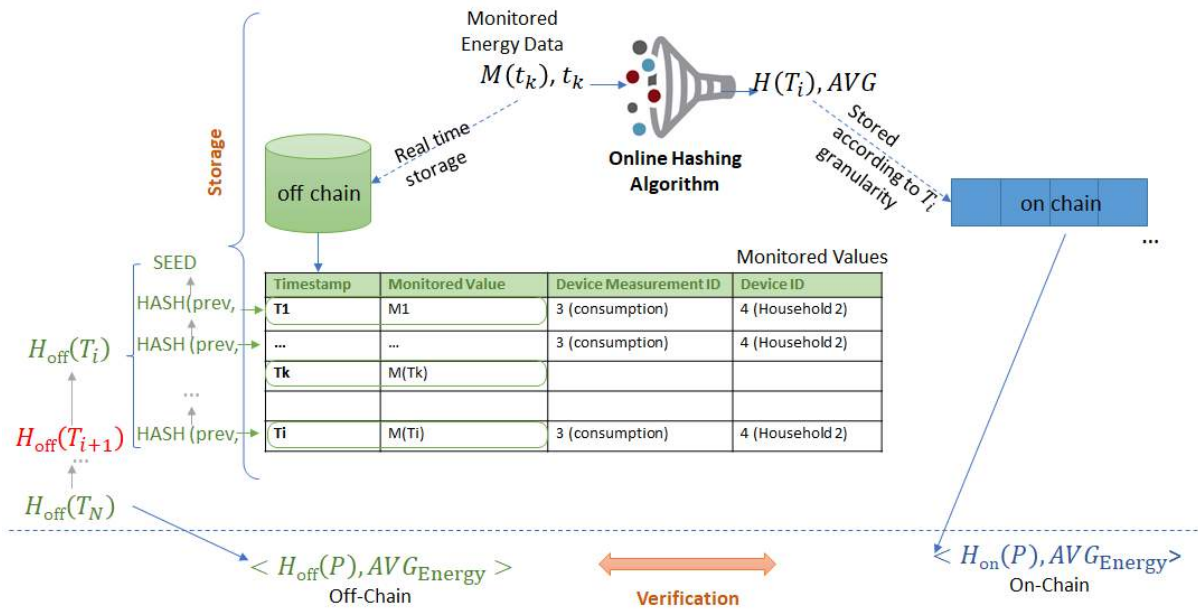 Monitored
Energy Data
M(t_k), t_k
H(T_i), AVG
Online Hashing
Algorithm
Real time
storage
Stored
according to T_i
granularity
Storage
off chain
on chain
...
Monitored Values
SEED
HASH(prev,
HASH (prev,
...
HASH (prev,
Timestamp Monitored Value Device Measurement ID Device ID
T1 M1 3 (consumption) 4 (Household 2)
... ... 3 (consumption) 4 (Household 2)
Tk M(Tk)
Ti M(Ti) 3 (consumption) 4 (Household 2)
H_off(T_i)
H_off(T_{i+1})
...
H_off(T_N)
< H_off(P), AVG_Energy >
Off-Chain
Verification
< H_on(P), AVG_Energy>
On-Chain